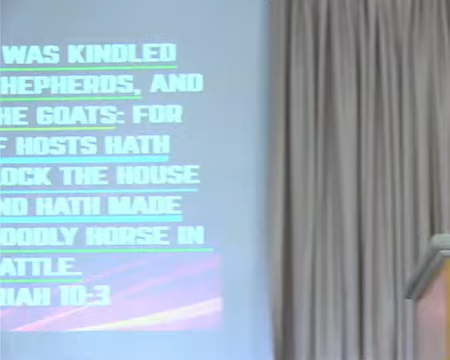 WAS KINDLED
HEPHERDS, AND
HE GOATS: FOR
F HOSTS HATH
OCK THE HOUSE
ND HATH MADE
OODLY HORSE IN
ATTLE.
IAH 10:3